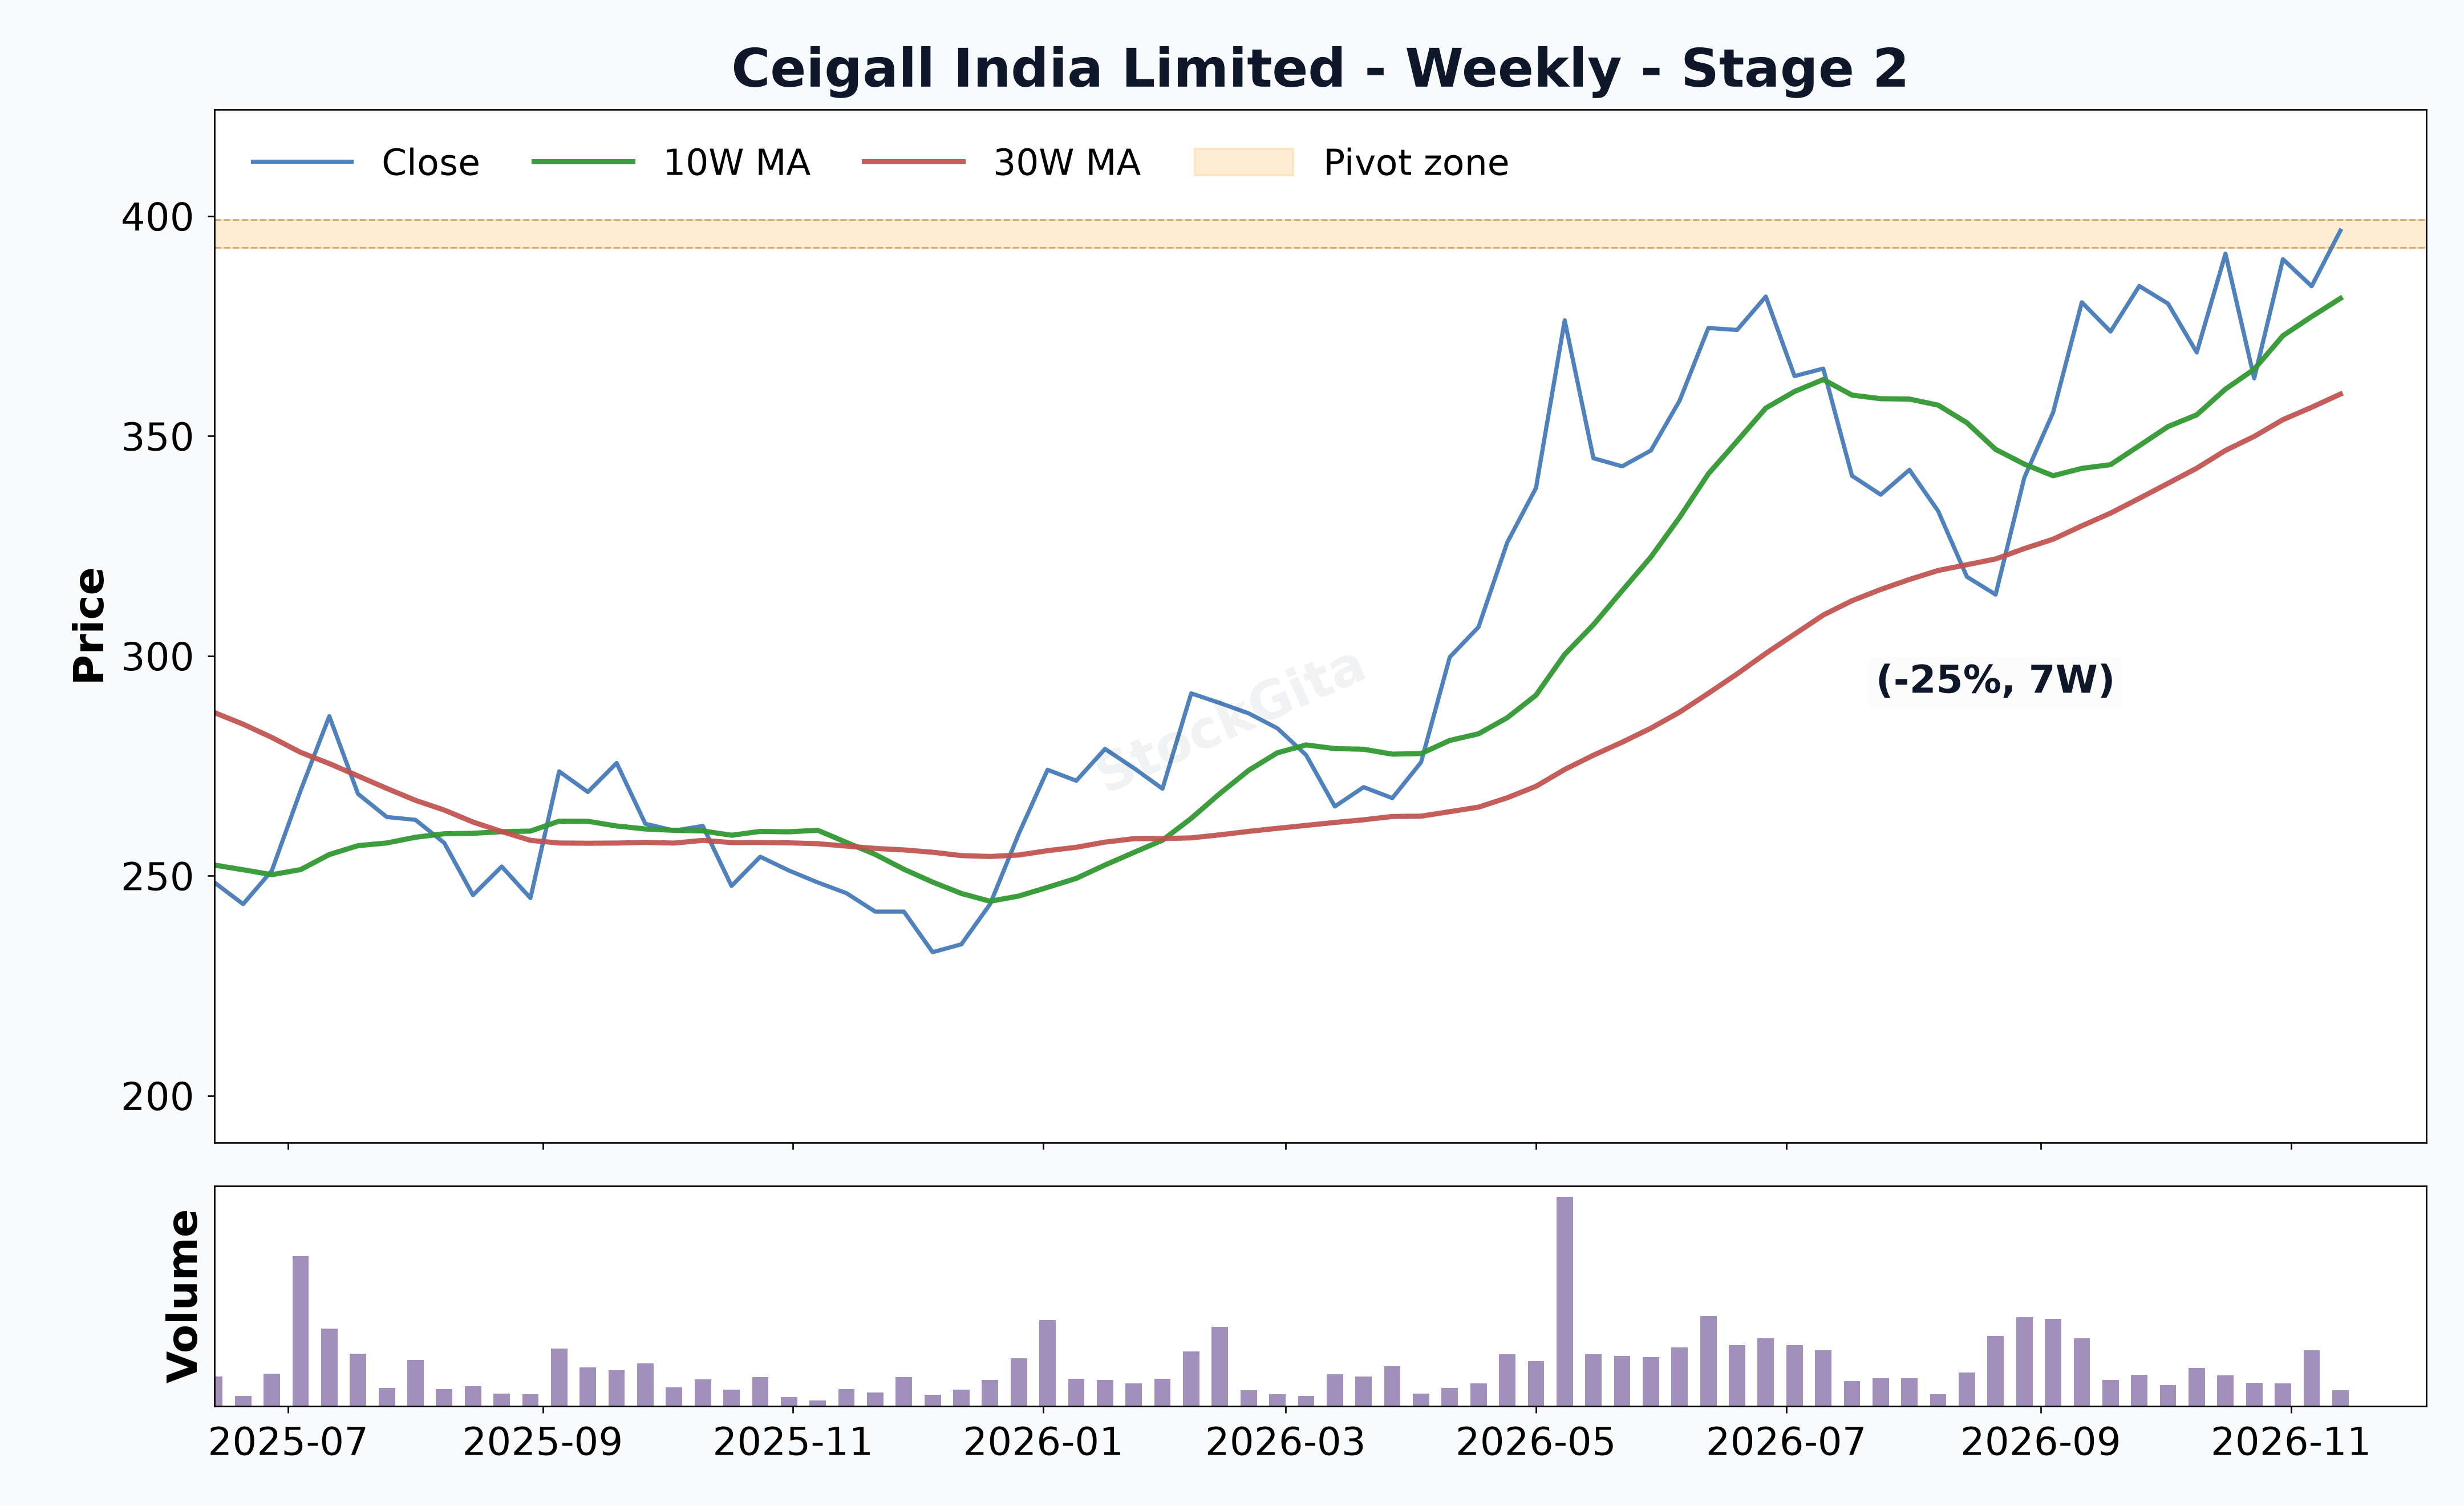 Ceigall India Limited - Weekly - Stage 2
Close 10W MA 30W MA Pivot zone
400
350
300
250
200
Price
(-25%, 7W)
StockGita
Volume
2025-07 2025-09 2025-11 2026-01 2026-03 2026-05 2026-07 2026-09 2026-11